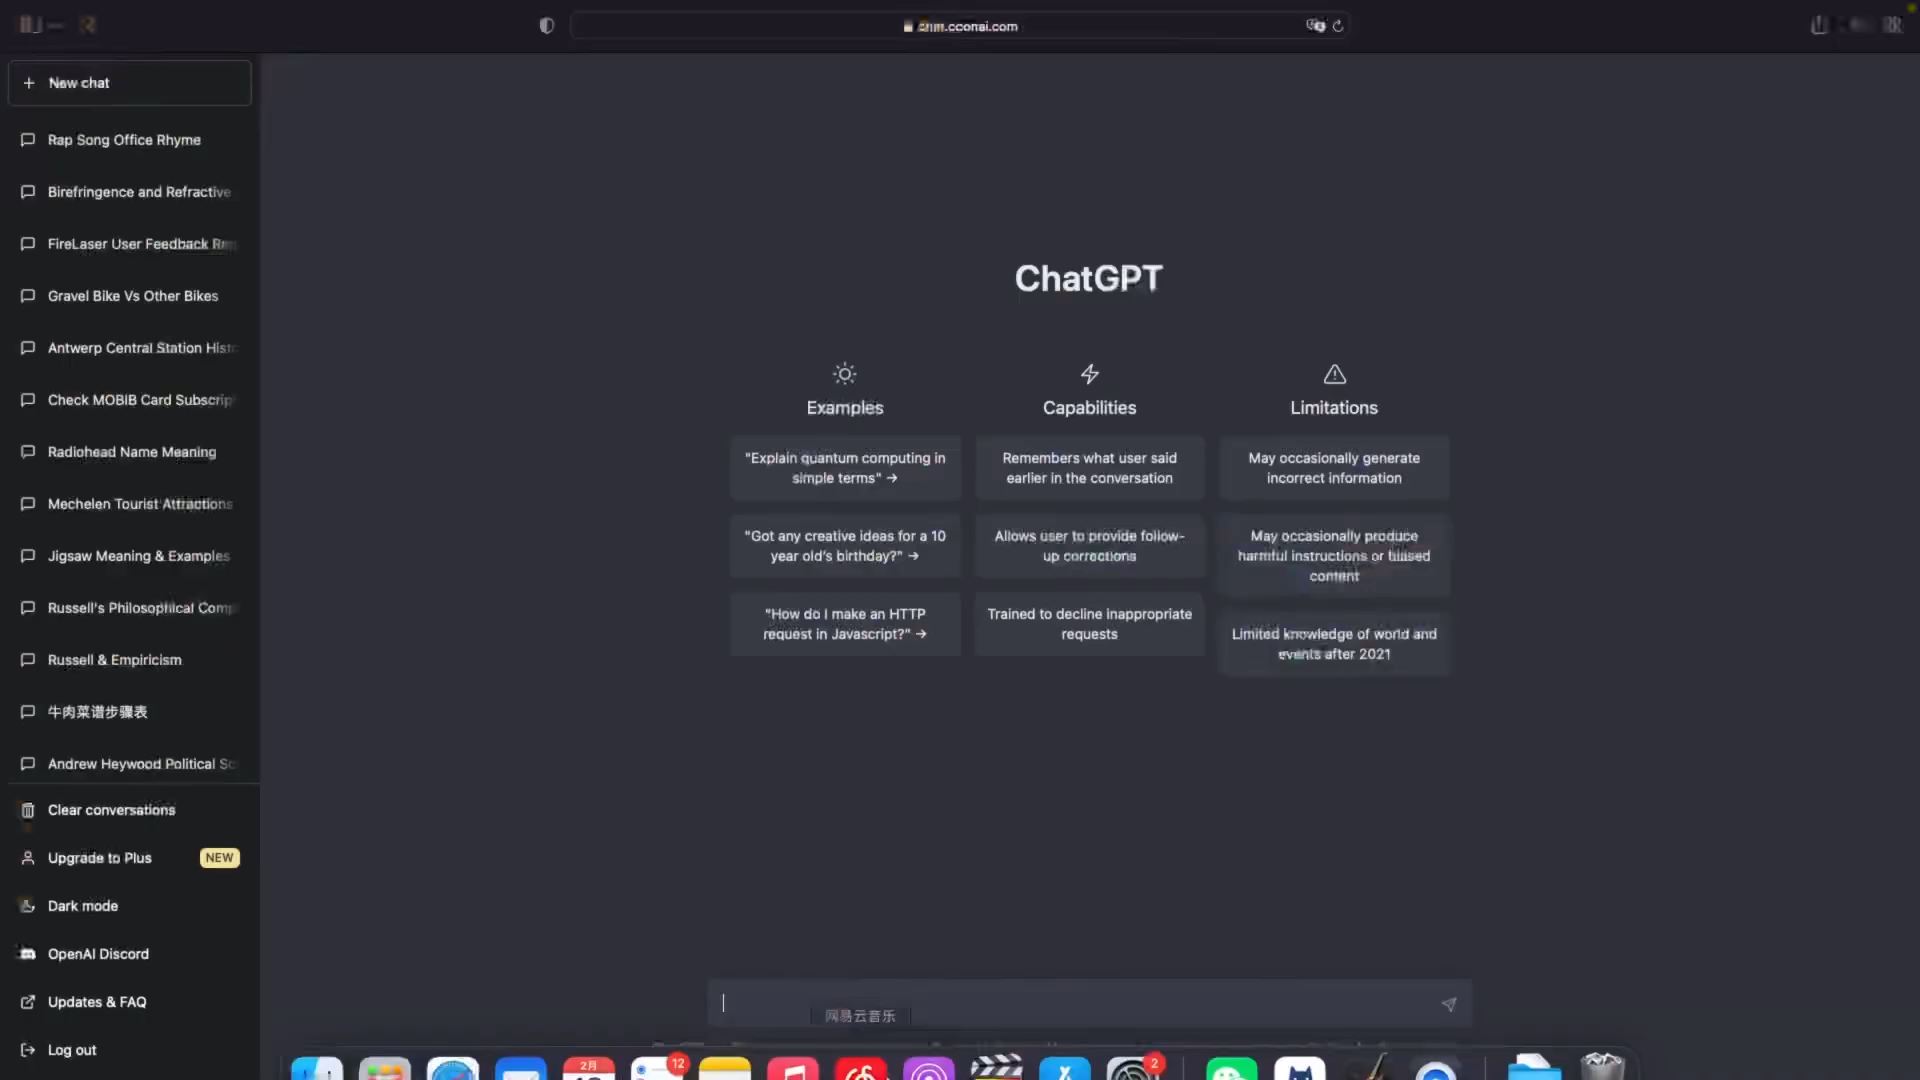 New chat
Rap Song Office Rhyme
Birefringence and Refractive
FireLaser User Feedback
Gravel Bike Vs Other Bikes
Antwerp Central Station Hist
Check MOBIB Card Subscrip
Radiohead Name Meaning
Mechelen Tourist Attractions
Jigsaw Meaning & Examples
Russell's Philosophical Comp
Russell & Empiricism
牛肉菜谱步骤表
Andrew Heywood Political Sc
Clear conversations
Upgrade to Plus NEW
Dark mode
OpenAI Discord
Updates & FAQ
Log out
ChatGPT
Examples
"Explain quantum computing in
simple terms" →
"Got any creative ideas for a 10
year old's birthday?" →
"How do I make an HTTP
request in Javascript?" →
Capabilities
Remembers what user said
earlier in the conversation
Allows user to provide follow-
up corrections
Trained to decline inappropriate
requests
Limitations
May occasionally generate
incorrect information
May occasionally produce
harmful instructions or biased
content
Limited knowledge of world and
events after 2021
网易云音乐
2月
12
2